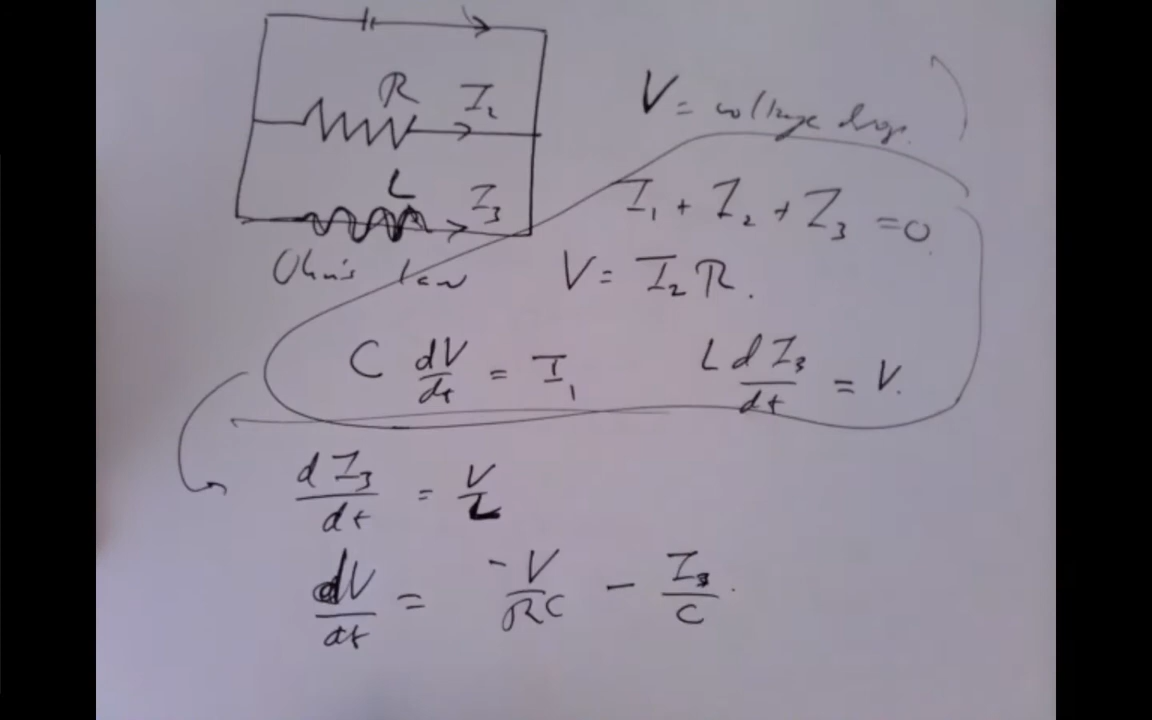 R I₂
V = voltage drop.
L I₃
I₁ + I₂ + I₃ = 0
Ohm's law V = I₂ R.
C dV/dt = I₁ L dI₃/dt = V.
dI₃/dt = V/L
dV/dt = -V/RC - I₃/C.